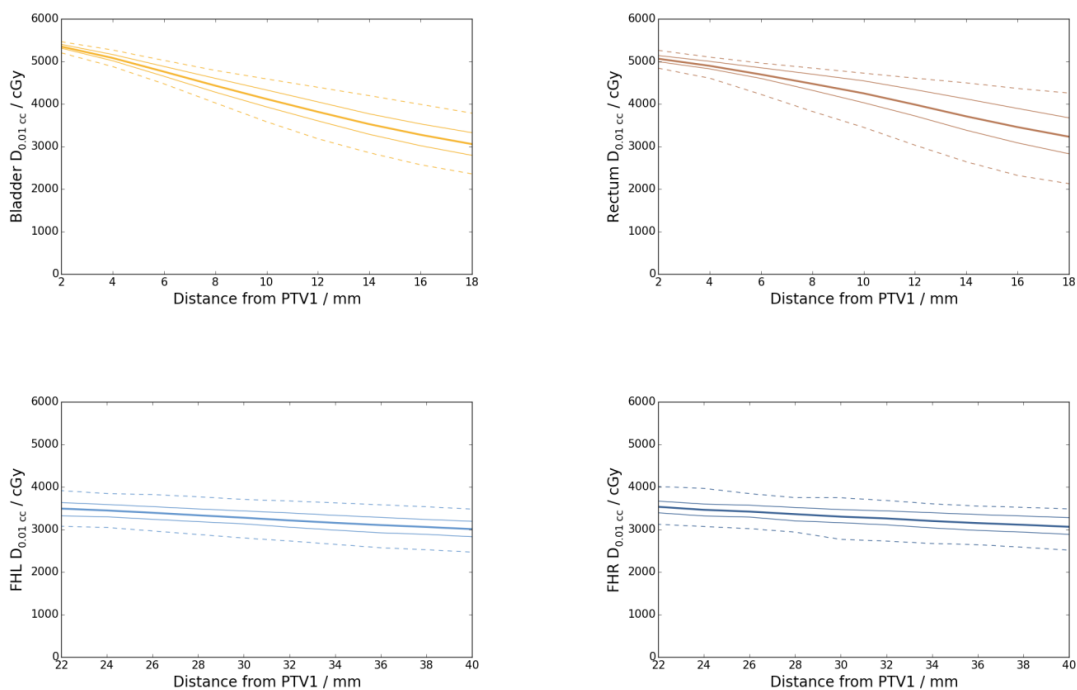 6000
5000
4000
3000
2000
1000
0
2 4 6 8 10 12 14 16 18
Bladder D0.01 cc / cGy
Distance from PTV1 / mm
6000
5000
4000
3000
2000
1000
0
2 4 6 8 10 12 14 16 18
Rectum D0.01 cc / cGy
Distance from PTV1 / mm
6000
5000
4000
3000
2000
1000
0
22 24 26 28 30 32 34 36 38 40
FHL D0.01 cc / cGy
Distance from PTV1 / mm
6000
5000
4000
3000
2000
1000
0
22 24 26 28 30 32 34 36 38 40
FHR D0.01 cc / cGy
Distance from PTV1 / mm